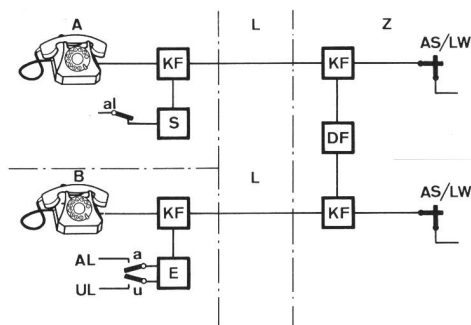 A L Z
AS/LW
KF KF
al
S
DF
B L
AS/LW
KF KF
AL a
E
UL u